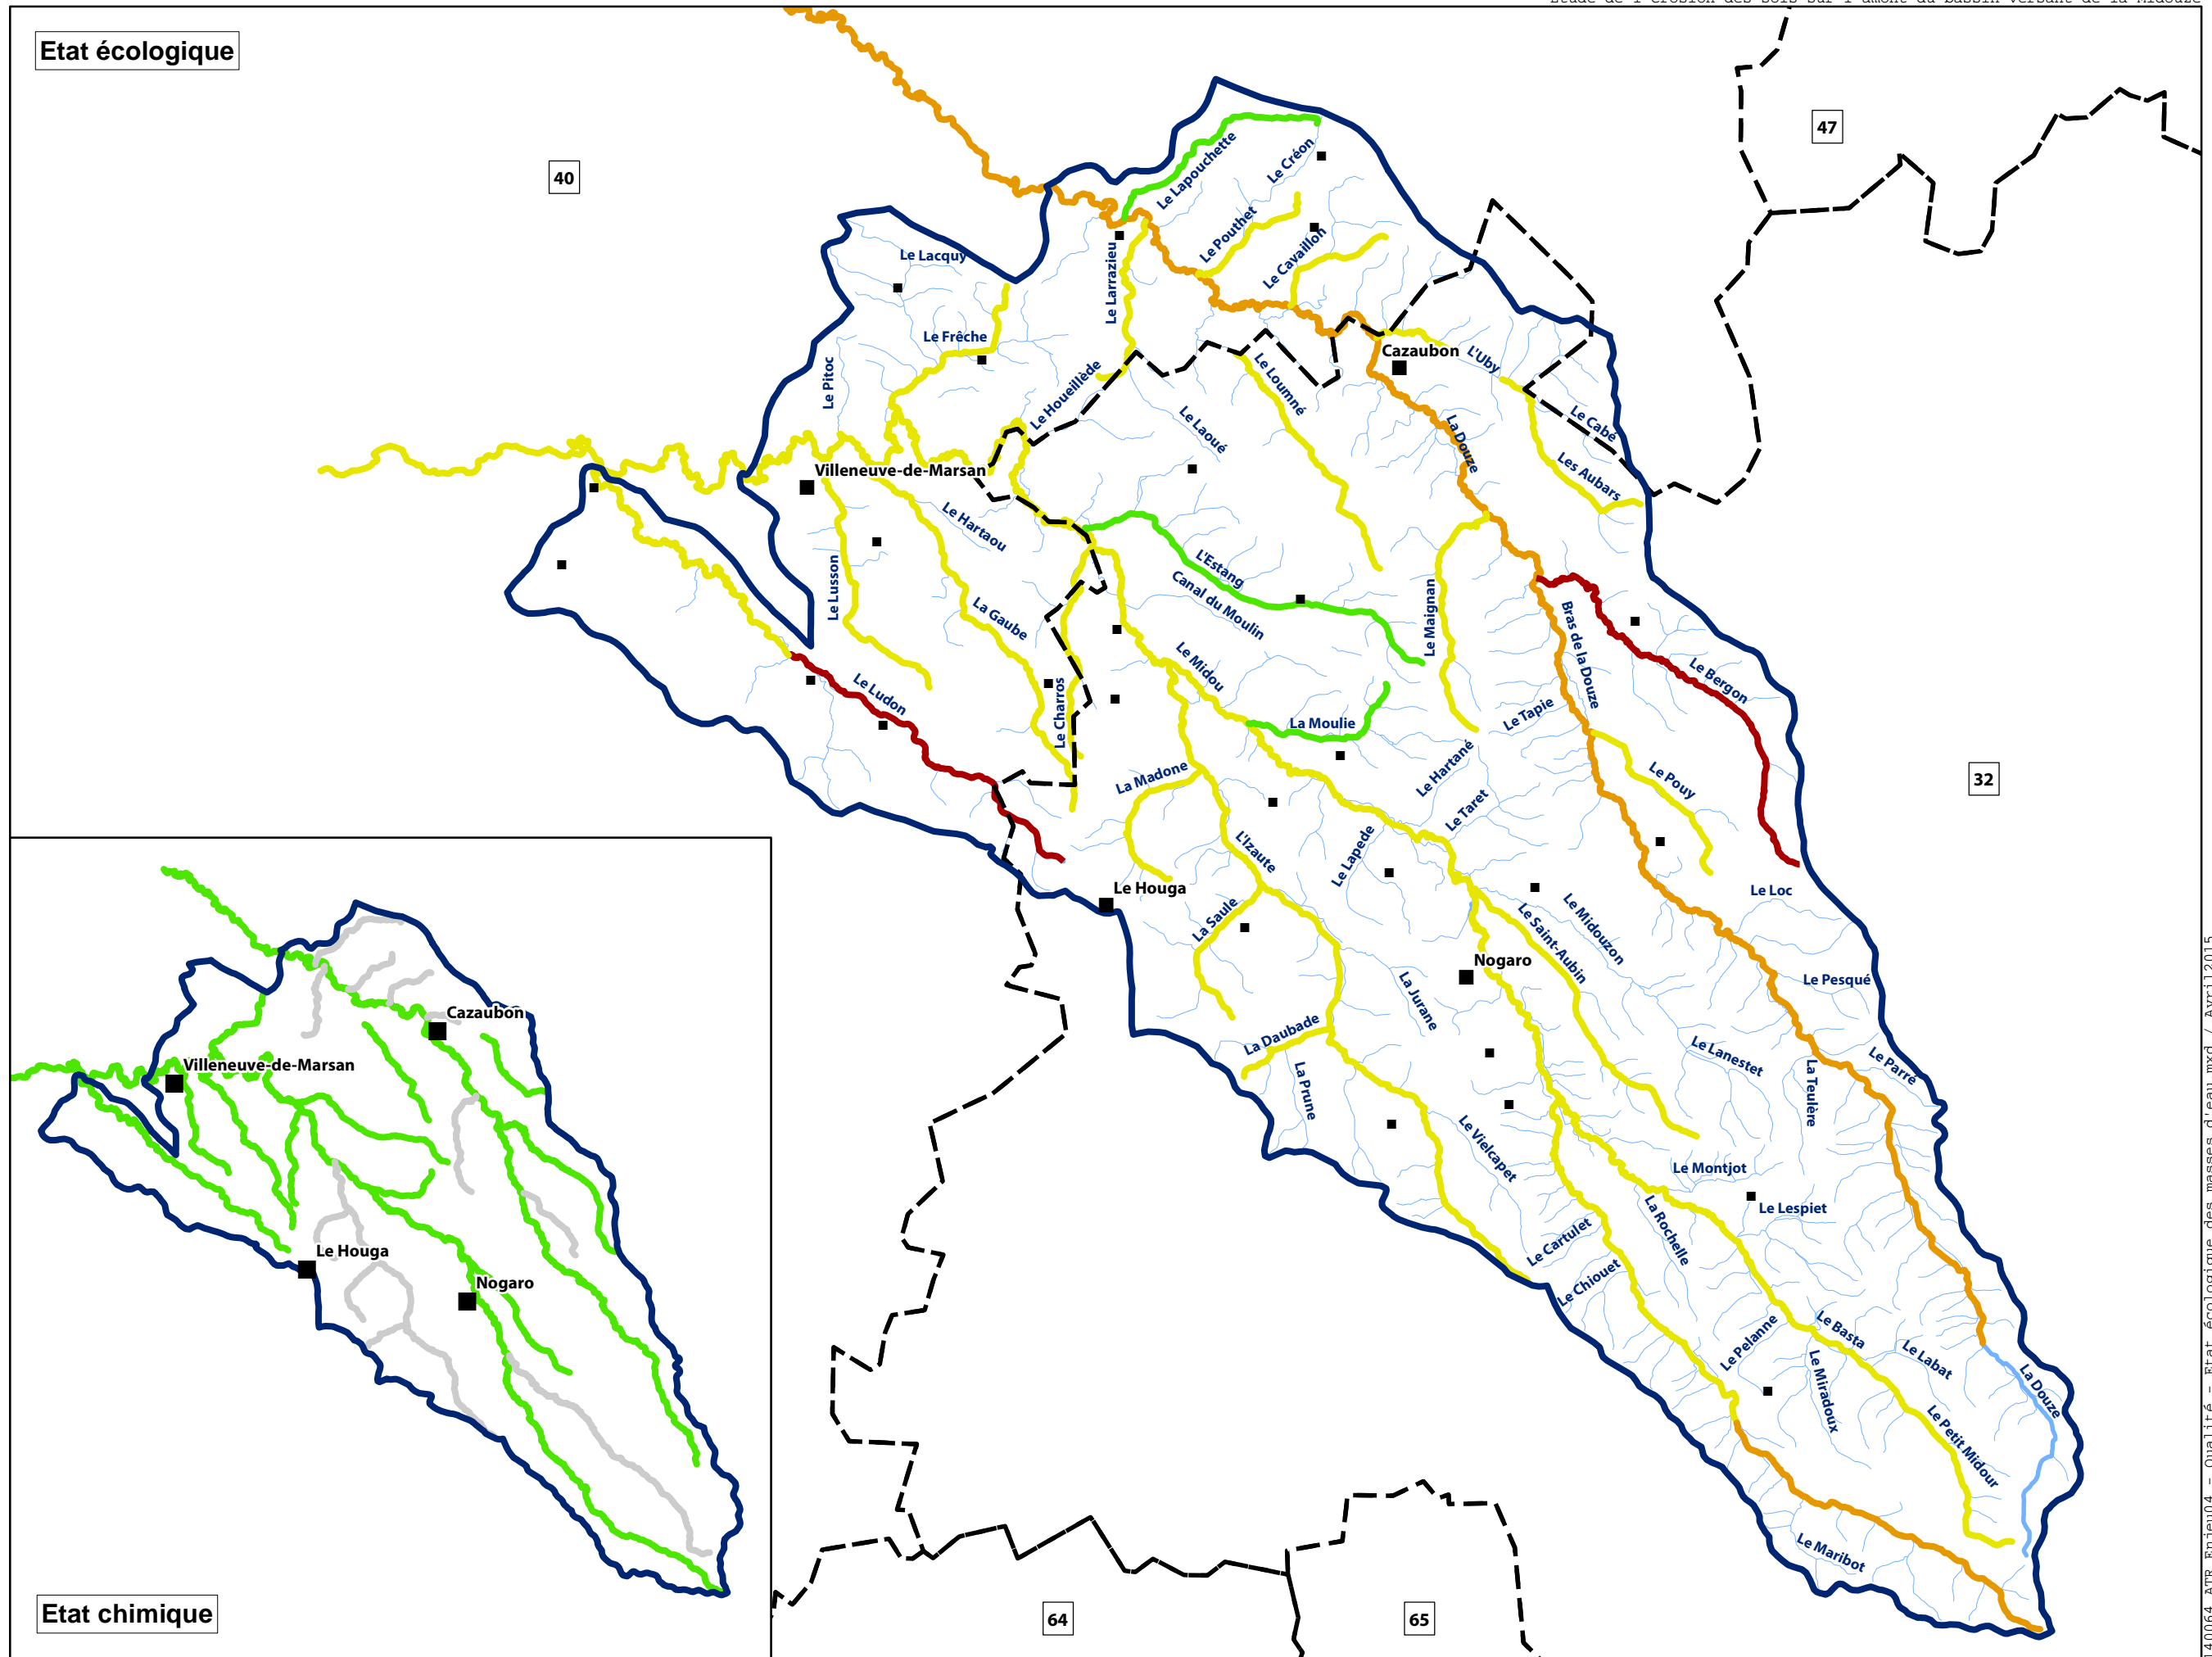 Etat écologique
40
47
Le Lapouchette
Le Créon
Le Pouthet
Le Cavaillon
Le Lacquy
Le Larrazieu
Le Frêche
Le Pitoc
Le Houeillède
Le Loumné
Cazaubon
L'Uby
Le Cabé
Les Aubars
Le Laoué
La Douze
Villeneuve-de-Marsan
Le Hartaou
Le Lusson
La Gaube
L'Estang
Canal du Moulin
Le Maignan
Bras de la Douze
Le Bergon
Le Ludon
Le Charros
Le Midou
La Moulie
Le Tapie
Le Hartané
Le Pouy
32
La Madone
Le Taret
L'Izaute
Le Lapede
Le Houga
La Saule
Le Loc
Le Midouzon
Le Saint-Aubin
Nogaro
Le Pesqué
La Jurane
La Daubade
La Prune
Le Lanestet
La Teulère
Le Parré
Le Vielcapet
Le Montjot
Le Lespiet
La Rochelle
Le Cartulet
Le Chiouet
Le Pelanne
Le Basta
Le Miradoux
Le Labat
La Douze
Le Petit Midour
Le Maribot
64
65
Cazaubon
Villeneuve-de-Marsan
Le Houga
Nogaro
Etat chimique